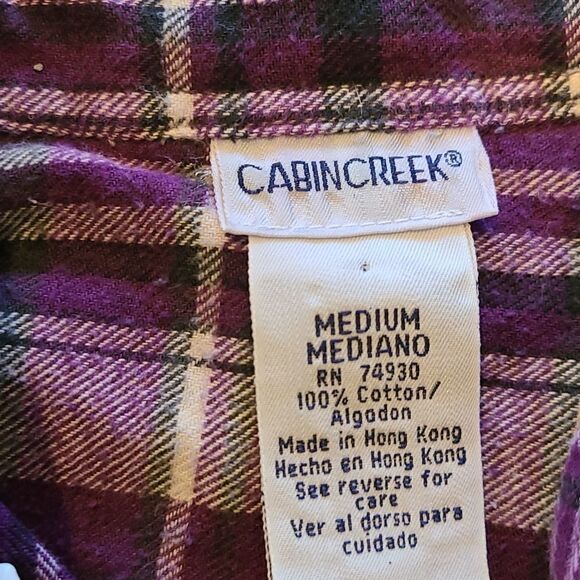 CABINCREEK®
MEDIUM
MEDIANO
RN 74930
100% Cotton/
Algodon
Made in Hong Kong
Hecho en Hong Kong
See reverse for
care
Ver al dorso para
cuidado